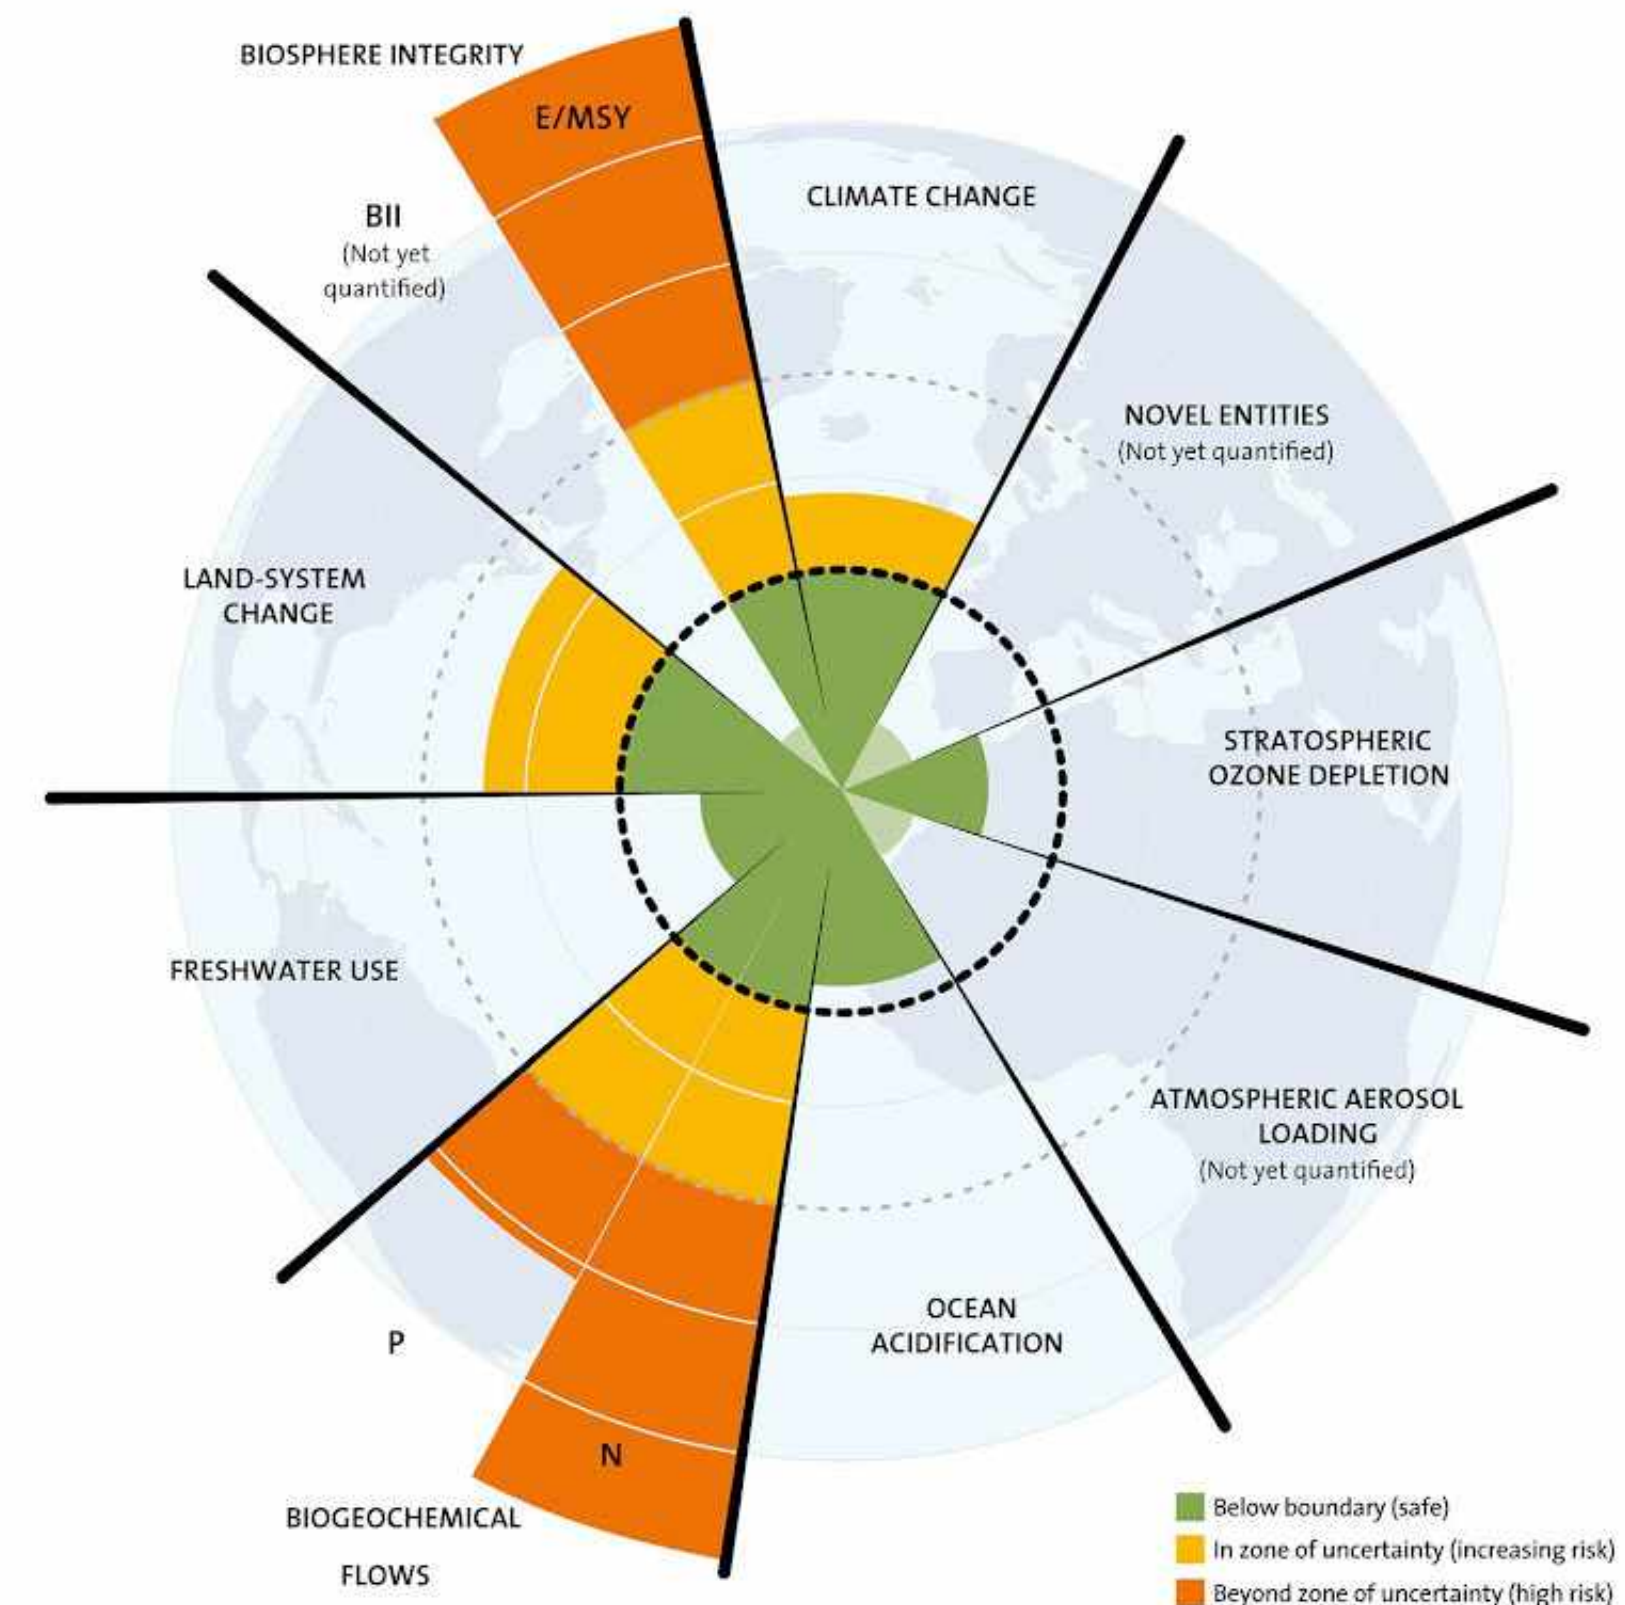 BIOSPHERE INTEGRITY
E/MSY
BII
(Not yet
quantified)
CLIMATE CHANGE
NOVEL ENTITIES
(Not yet quantified)
LAND-SYSTEM
CHANGE
STRATOSPHERIC
OZONE DEPLETION
FRESHWATER USE
ATMOSPHERIC AEROSOL
LOADING
(Not yet quantified)
OCEAN
ACIDIFICATION
P
N
BIOGEOCHEMICAL
FLOWS
Below boundary (safe)
In zone of uncertainty (increasing risk)
Beyond zone of uncertainty (high risk)